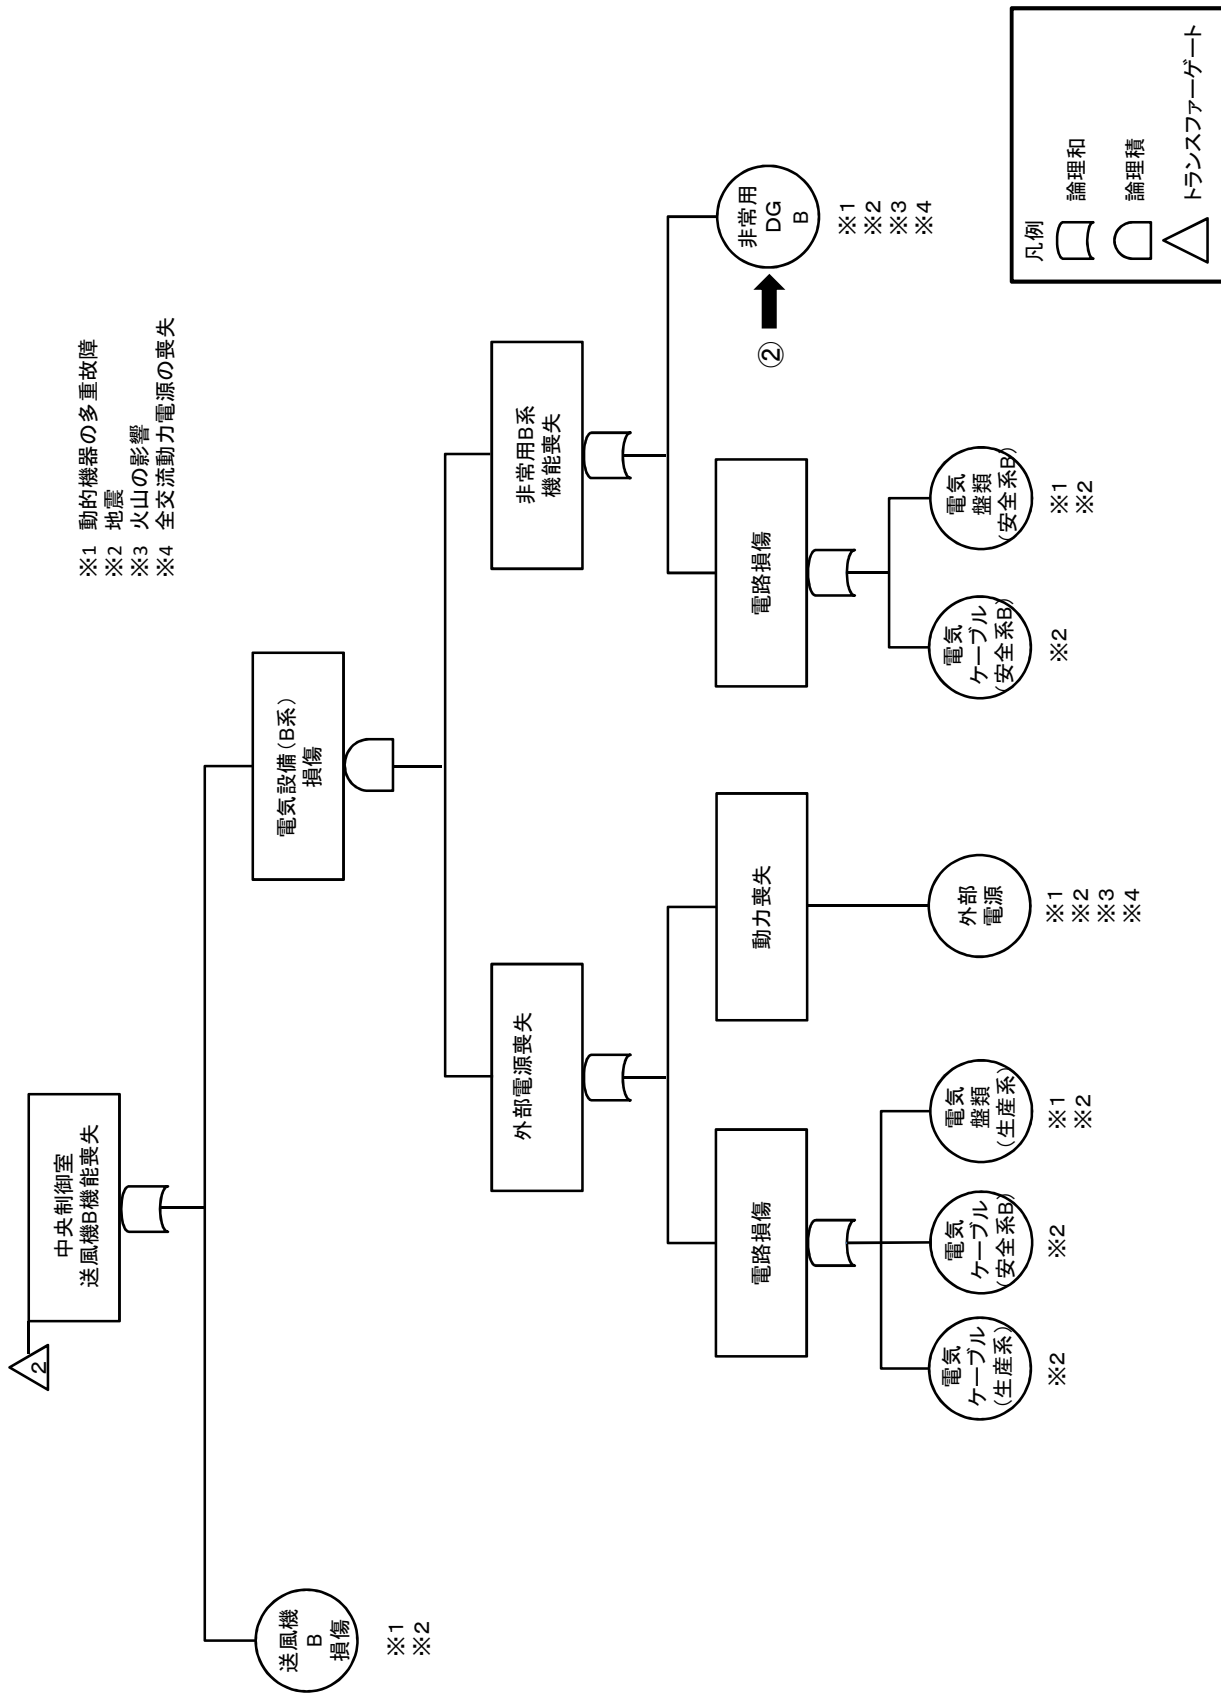 2
中央制御室
送風機B機能喪失
※1 動的機器の多重故障
※2 地震
※3 火山の影響
※4 全交流動力電源の喪失
送風機
B
損傷
※1
※2
電気設備(B系)
損傷
外部電源喪失
非常用B系
機能喪失
電路損傷
動力喪失
電路損傷
非常用
DG
B
※1
※2
※3
※4
②
電気
ケーブル
(生産系)
※2
電気
ケーブル
(安全系B)
※2
電気
盤類
(生産系)
※1
※2
外部
電源
※1
※2
※3
※4
電気
ケーブル
(安全系B)
※2
電気
盤類
(安全系B)
※1
※2
凡例
論理和
論理積
トランスファーゲート